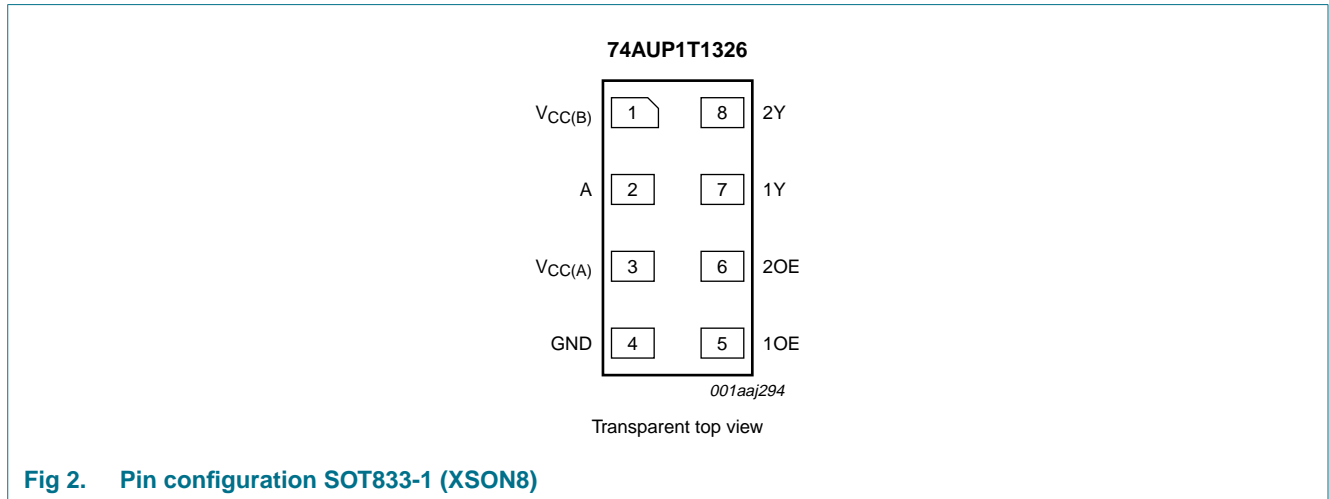 74AUP1T1326
VCC(B) 1 8 2Y
A 2 7 1Y
VCC(A) 3 6 2OE
GND 4 5 1OE
001aaj294
Transparent top view
Fig 2. Pin configuration SOT833-1 (XSON8)